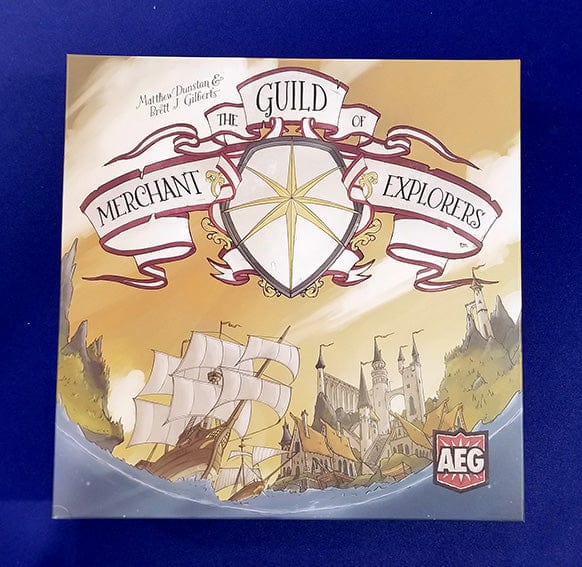 Matthew Dunstan &
Brett J. Gilbert's
THE GUILD OF
MERCHANT EXPLORERS
AEG